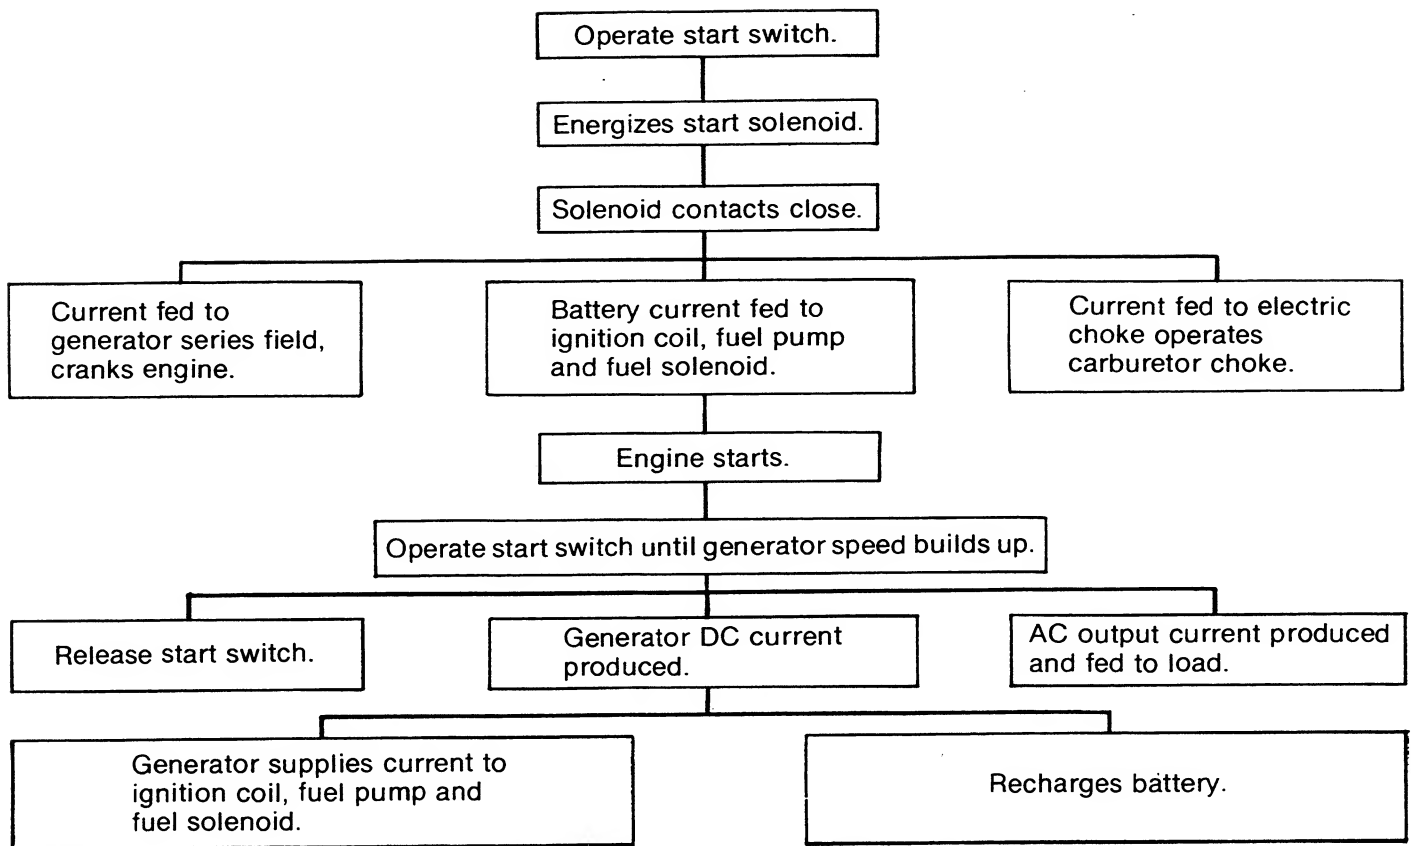 Operate start switch.
Energizes start solenoid.
Solenoid contacts close.
Current fed to
generator series field,
cranks engine.
Battery current fed to
ignition coil, fuel pump
and fuel solenoid.
Current fed to electric
choke operates
carburetor choke.
Engine starts.
Operate start switch until generator speed builds up.
Release start switch.
Generator DC current
produced.
AC output current produced
and fed to load.
Generator supplies current to
ignition coil, fuel pump and
fuel solenoid.
Recharges battery.